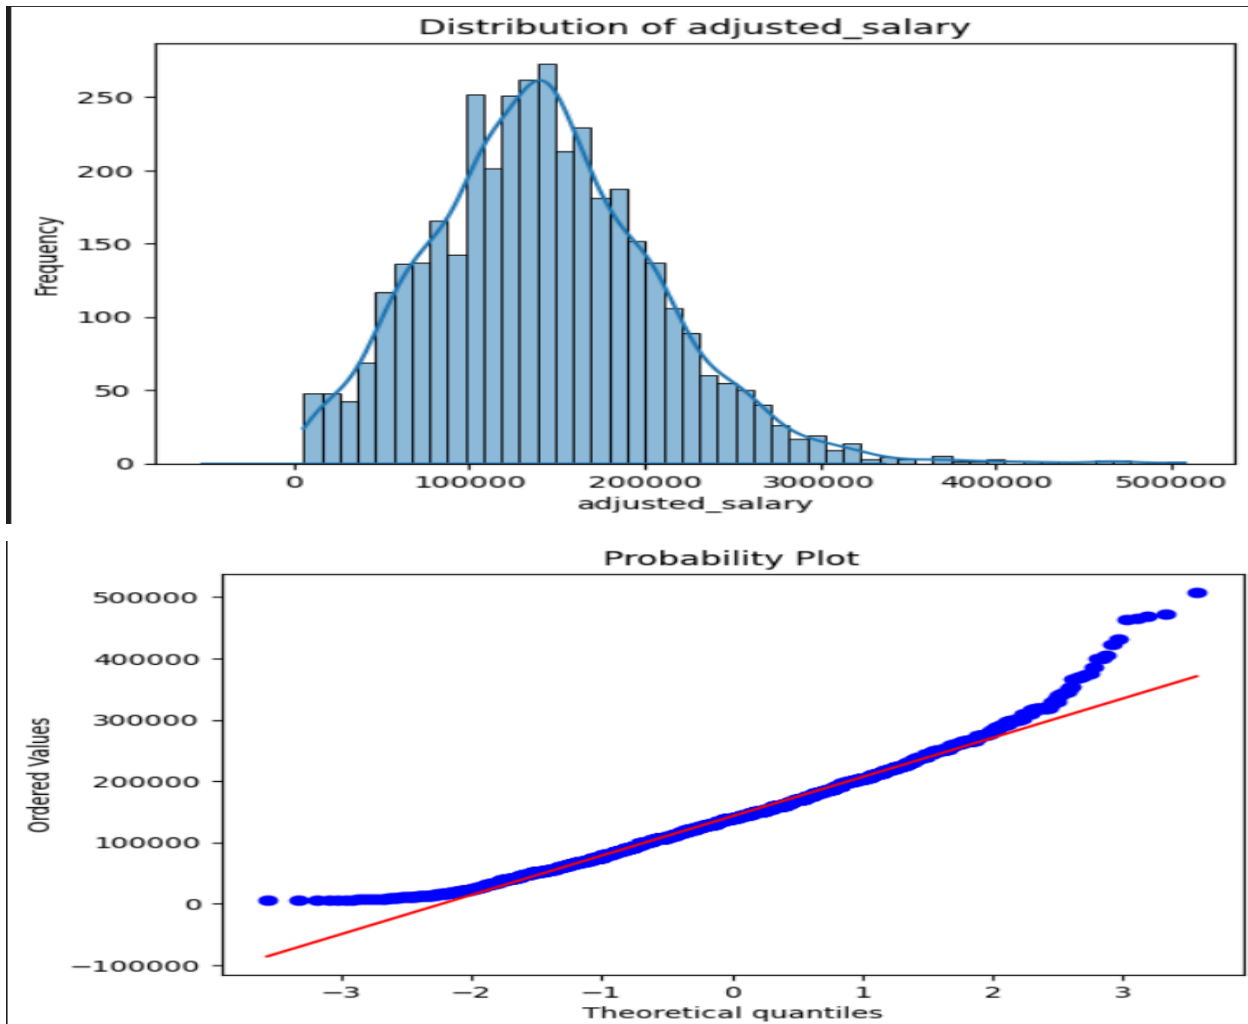 Distribution of adjusted_salary
250
200
150
100
50
0
Frequency
0 100000 200000 300000 400000 500000
adjusted_salary
Probability Plot
500000
400000
300000
200000
100000
0
−100000
Ordered Values
−3 −2 −1 0 1 2 3
Theoretical quantiles